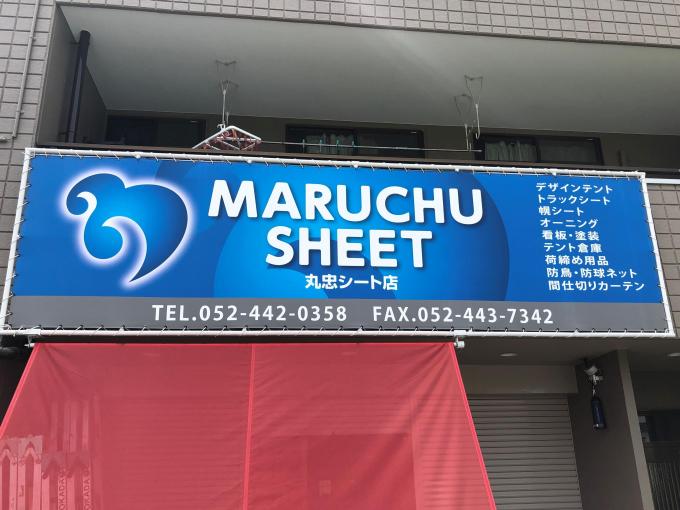 MARUCHU
SHEET
丸忠シート店
デザインテント
トラックシート
幌シート
オーニング
看板・塗装
テント倉庫
荷締め用品
防鳥・防球ネット
間仕切りカーテン
TEL.052-442-0358 FAX.052-443-7342